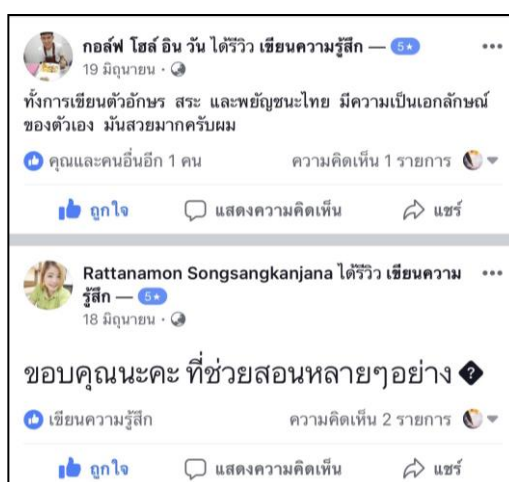 กอล์ฟ โฮล์ อิน วัน ได้รีวิว เขียนความรู้สึก — 5★
19 มิถุนายน ·
ทั้งการเขียนตัวอักษร สระ และพยัญชนะไทย มีความเป็นเอกลักษณ์
ของตัวเอง มันสวยมากครับผม
คุณและคนอื่นอีก 1 คน ความคิดเห็น 1 รายการ
ถูกใจ แสดงความคิดเห็น แชร์
Rattanamon Songsangkanjana ได้รีวิว เขียนความ
รู้สึก — 5★
18 มิถุนายน ·
ขอบคุณนะคะ ที่ช่วยสอนหลายๆอย่าง
เขียนความรู้สึก ความคิดเห็น 2 รายการ
ถูกใจ แสดงความคิดเห็น แชร์